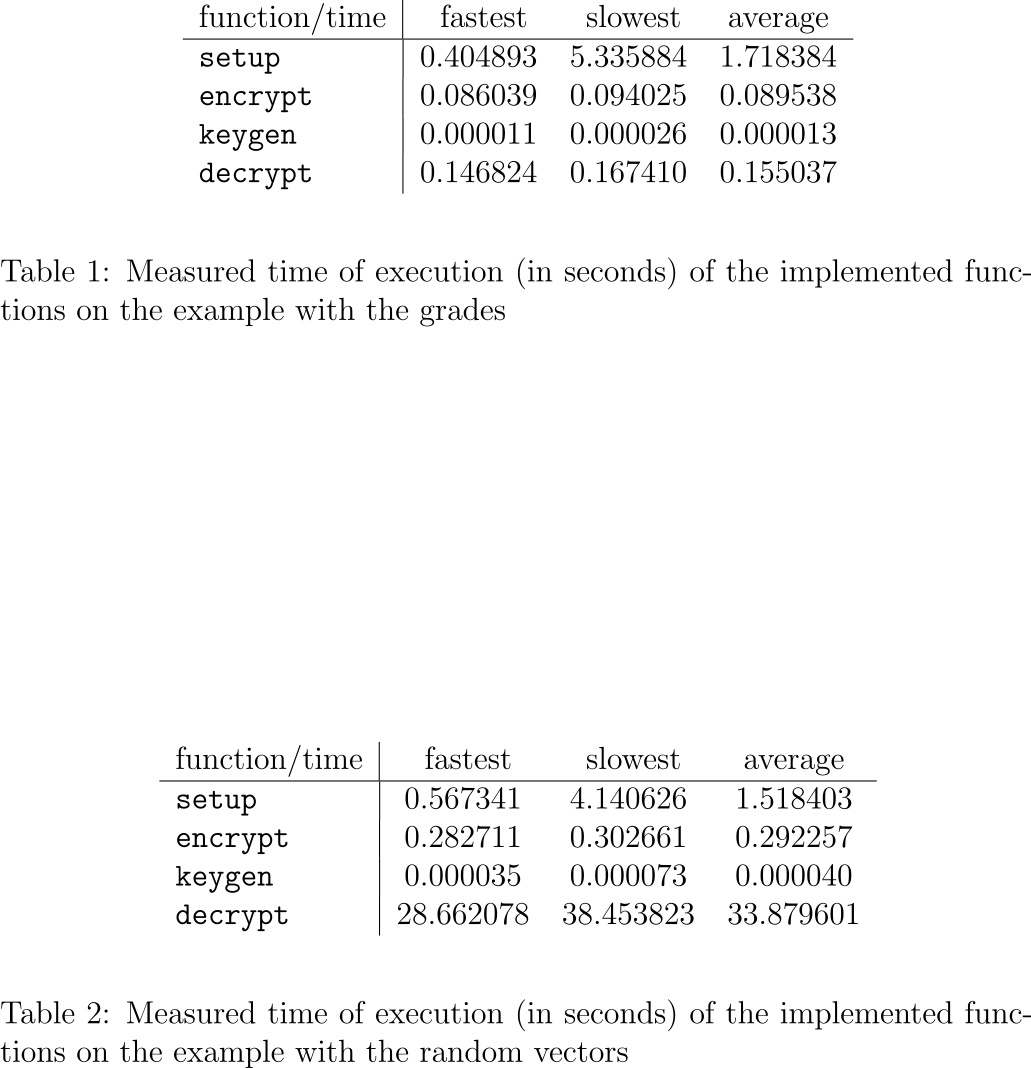 function/time fastest slowest average
setup 0.404893 5.335884 1.718384
encrypt 0.086039 0.094025 0.089538
keygen 0.000011 0.000026 0.000013
decrypt 0.146824 0.167410 0.155037
Table 1: Measured time of execution (in seconds) of the implemented func-
tions on the example with the grades
function/time fastest slowest average
setup 0.567341 4.140626 1.518403
encrypt 0.282711 0.302661 0.292257
keygen 0.000035 0.000073 0.000040
decrypt 28.662078 38.453823 33.879601
Table 2: Measured time of execution (in seconds) of the implemented func-
tions on the example with the random vectors